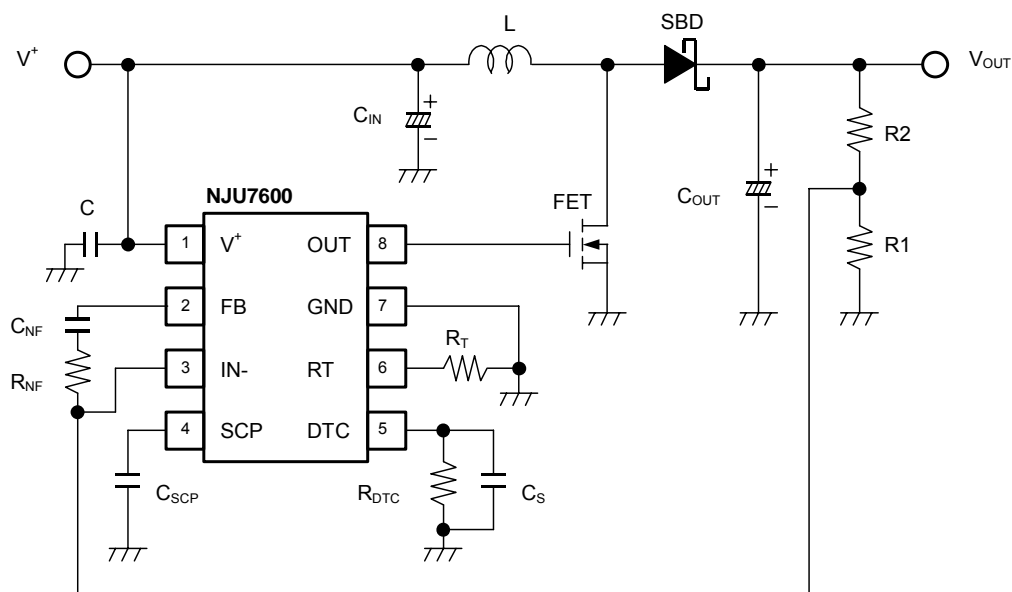 L
SBD
V+
VOUT
CIN
R2
NJU7600
FET
COUT
C
R1
1 V+ OUT 8
2 FB GND 7
CNF
RT
3 IN- RT 6
RNF
4 SCP DTC 5
CSCP
RDTC
CS
+
−
+
−